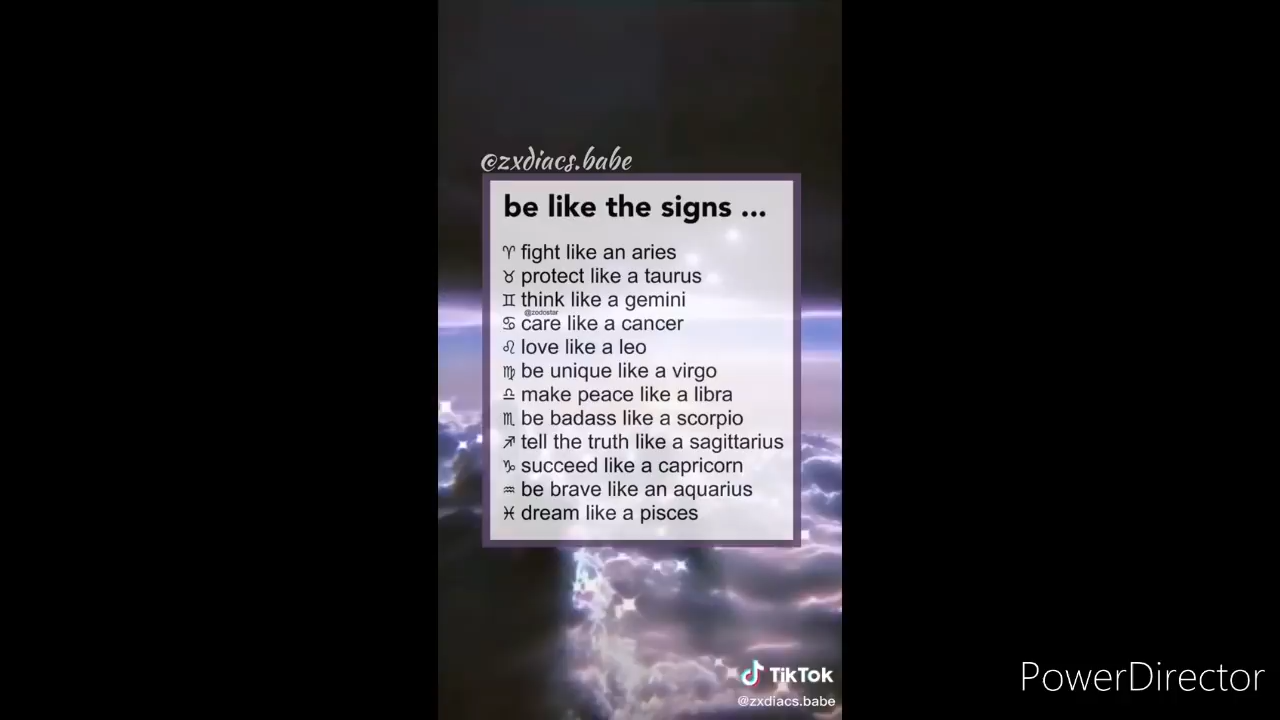 @zxdiacs.babe
be like the signs ...
♈︎ fight like an aries
♉︎ protect like a taurus
♊︎ think like a gemini
@zodostar
♋︎ care like a cancer
♌︎ love like a leo
♍︎ be unique like a virgo
♎︎ make peace like a libra
♏︎ be badass like a scorpio
♐︎ tell the truth like a sagittarius
♑︎ succeed like a capricorn
♒︎ be brave like an aquarius
♓︎ dream like a pisces
TikTok
@zxdiacs.babe
PowerDirector